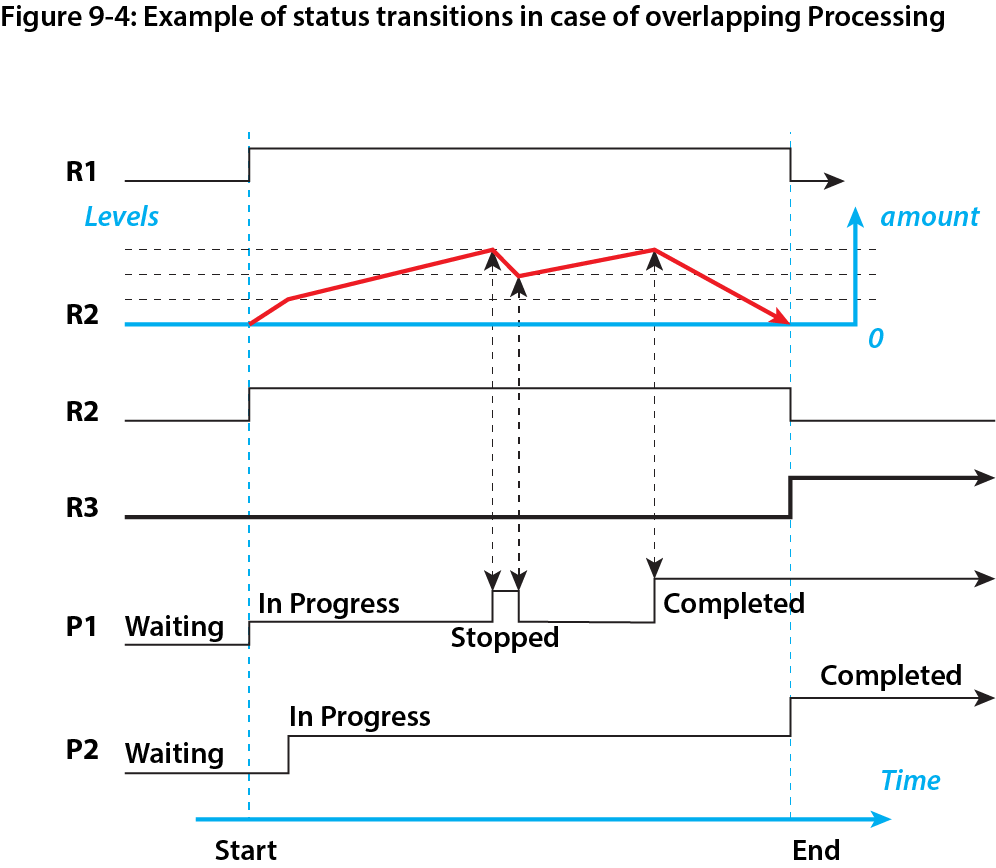 Figure 9-4: Example of status transitions in case of overlapping Processing
R1
Levels
amount
R2
0
R2
R3
In Progress
Completed
P1 Waiting
Stopped
Completed
In Progress
P2 Waiting
Time
Start
End